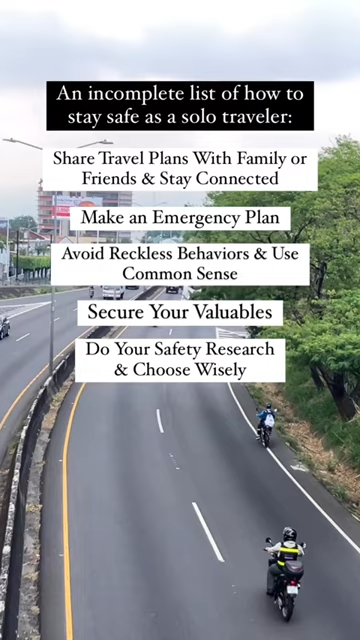 An incomplete list of how to
stay safe as a solo traveler:
Share Travel Plans With Family or
Friends & Stay Connected
Make an Emergency Plan
Avoid Reckless Behaviors & Use
Common Sense
Secure Your Valuables
Do Your Safety Research
& Choose Wisely